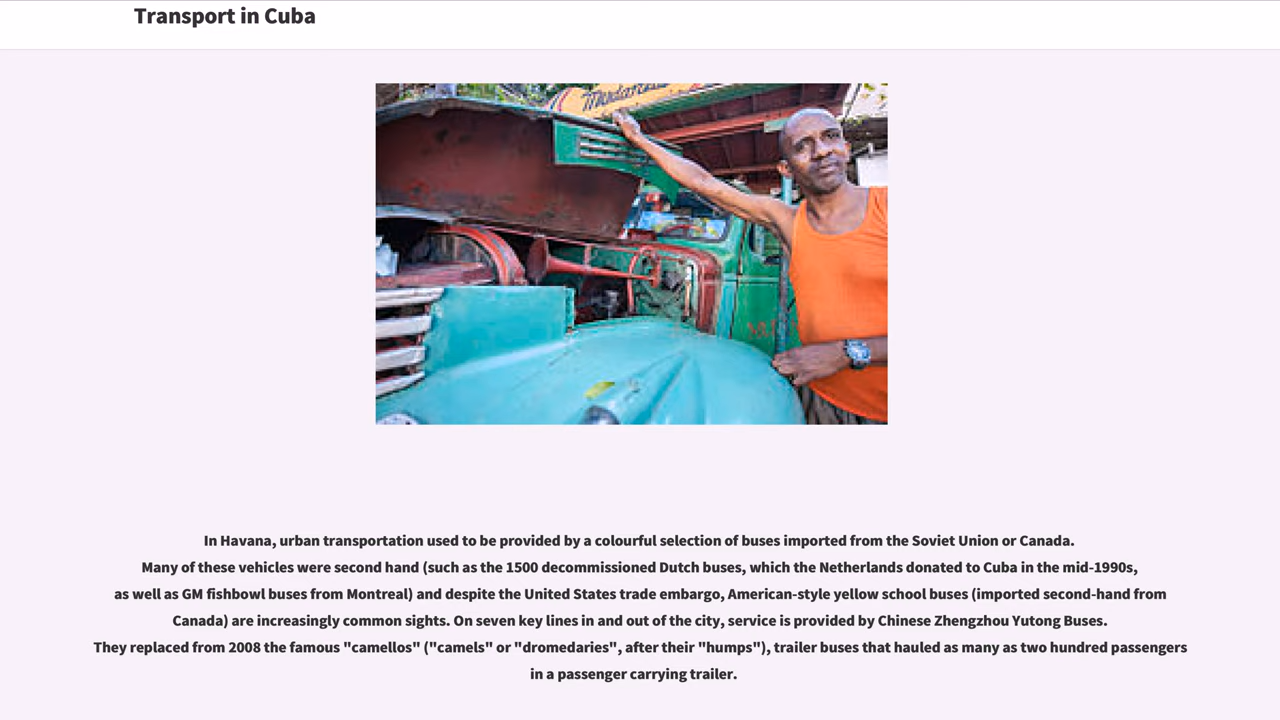 Transport in Cuba
In Havana, urban transportation used to be provided by a colourful selection of buses imported from the Soviet Union or Canada.
Many of these vehicles were second hand (such as the 1500 decommissioned Dutch buses, which the Netherlands donated to Cuba in the mid-1990s,
as well as GM fishbowl buses from Montreal) and despite the United States trade embargo, American-style yellow school buses (imported second-hand from
Canada) are increasingly common sights. On seven key lines in and out of the city, service is provided by Chinese Zhengzhou Yutong Buses.
They replaced from 2008 the famous "camellos" ("camels" or "dromedaries", after their "humps"), trailer buses that hauled as many as two hundred passengers
in a passenger carrying trailer.